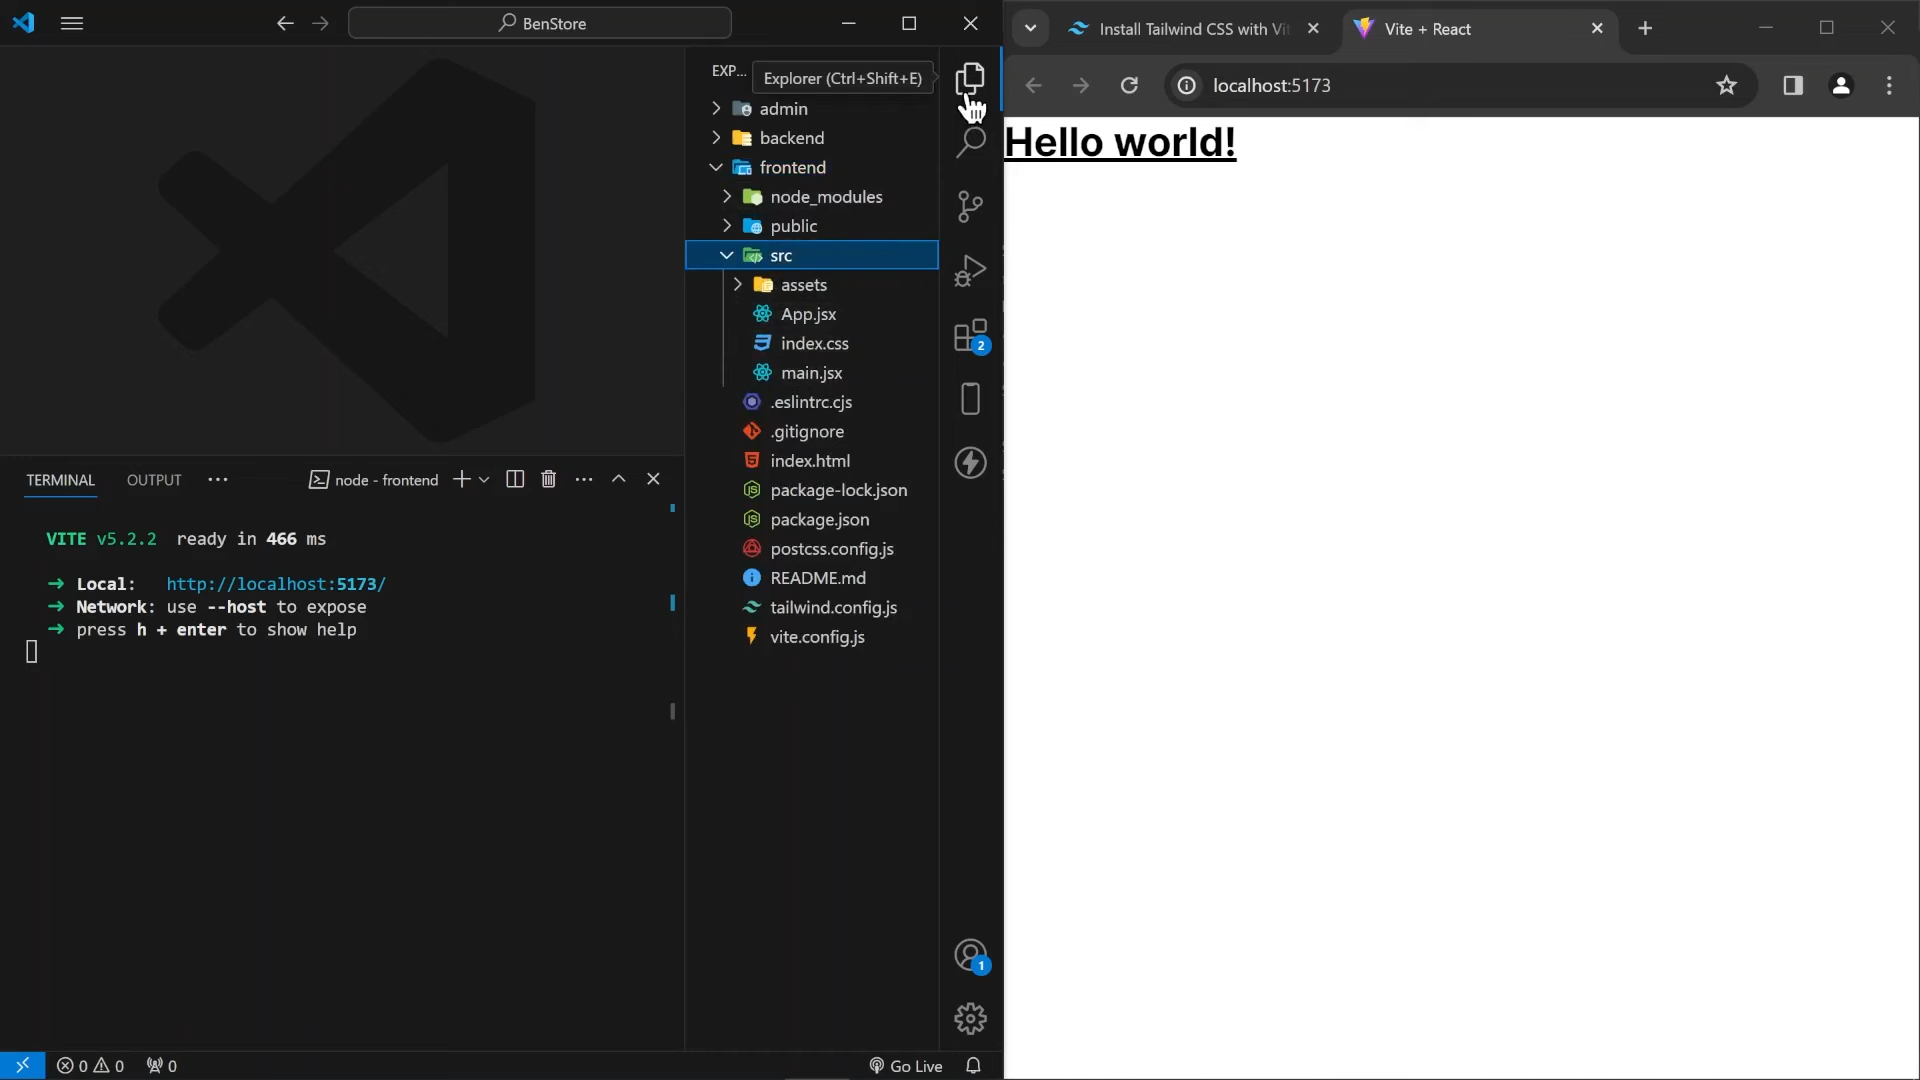 BenStore
EXP...
Explorer (Ctrl+Shift+E)
admin
backend
frontend
node_modules
public
src
assets
App.jsx
index.css
main.jsx
.eslintrc.cjs
.gitignore
index.html
package-lock.json
package.json
postcss.config.js
README.md
tailwind.config.js
vite.config.js
2
1
TERMINAL
OUTPUT
node - frontend
VITE v5.2.2 ready in 466 ms
➜ Local: http://localhost:5173/
➜ Network: use --host to expose
➜ press h + enter to show help
0 0 0
Go Live
Install Tailwind CSS with Vit
Vite + React
localhost:5173
Hello world!